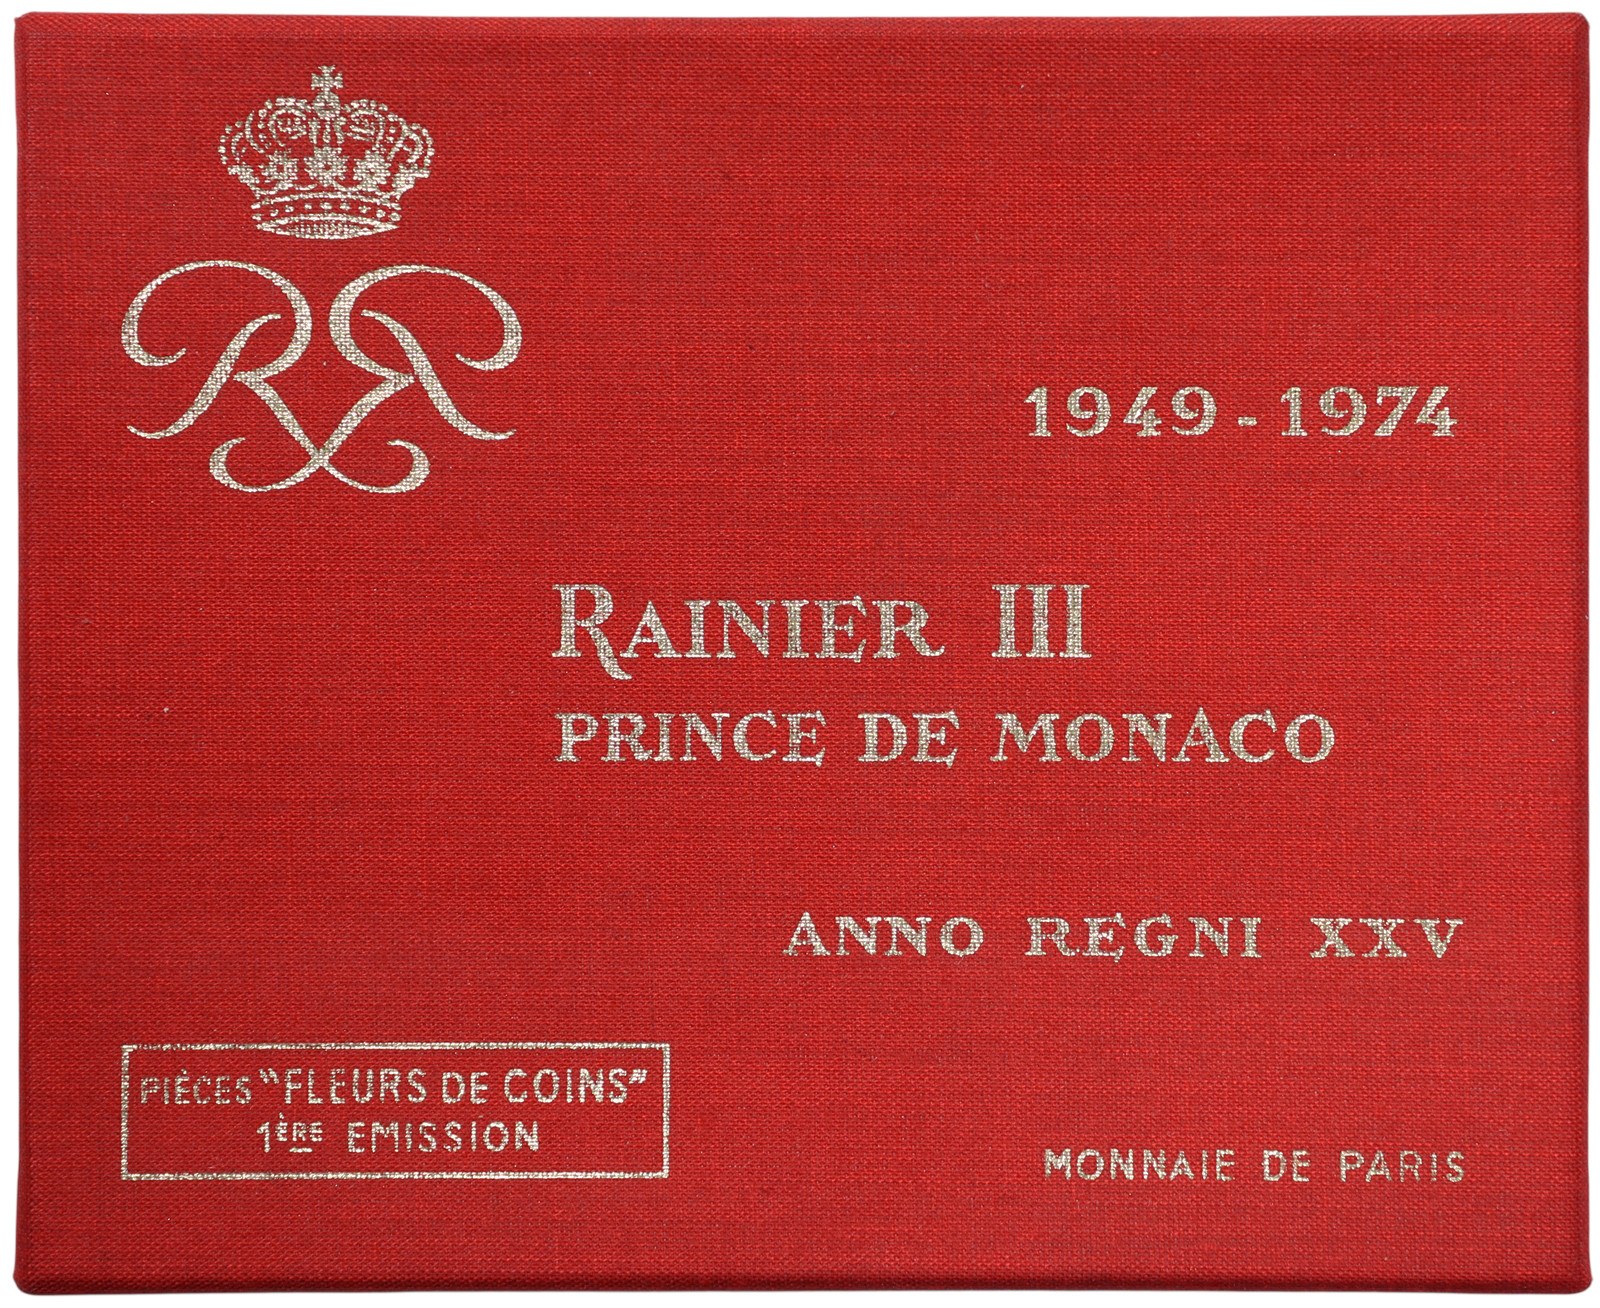 RR
1949 - 1974
RAINIER III
PRINCE DE MONACO
ANNO REGNI XXV
PIÈCES "FLEURS DE COINS"
1ÈRE EMISSION
MONNAIE DE PARIS